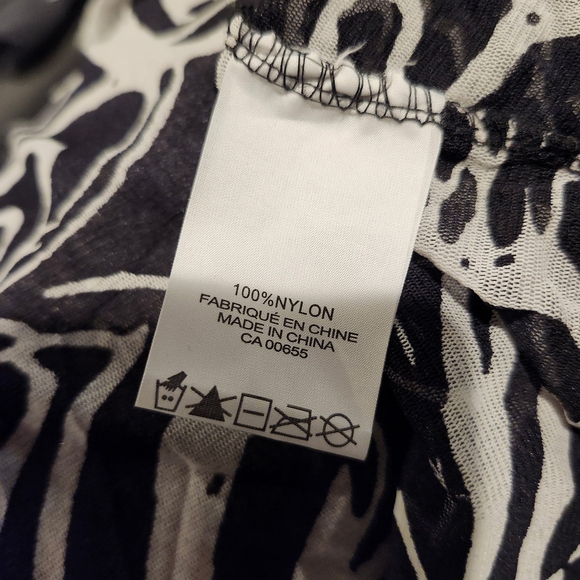 100%NYLON
FABRIQUÉ EN CHINE
MADE IN CHINA
CA 00655